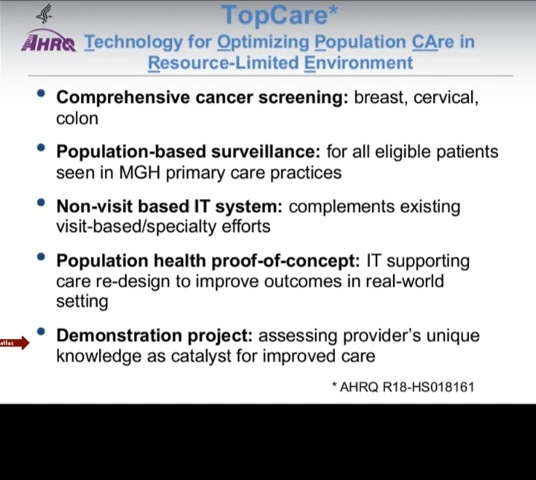 TopCare*
AHRQ
Technology for Optimizing Population CAre in
Resource-Limited Environment
• Comprehensive cancer screening: breast, cervical,
colon
• Population-based surveillance: for all eligible patients
seen in MGH primary care practices
• Non-visit based IT system: complements existing
visit-based/specialty efforts
• Population health proof-of-concept: IT supporting
care re-design to improve outcomes in real-world
setting
• Demonstration project: assessing provider's unique
knowledge as catalyst for improved care
* AHRQ R18-HS018161